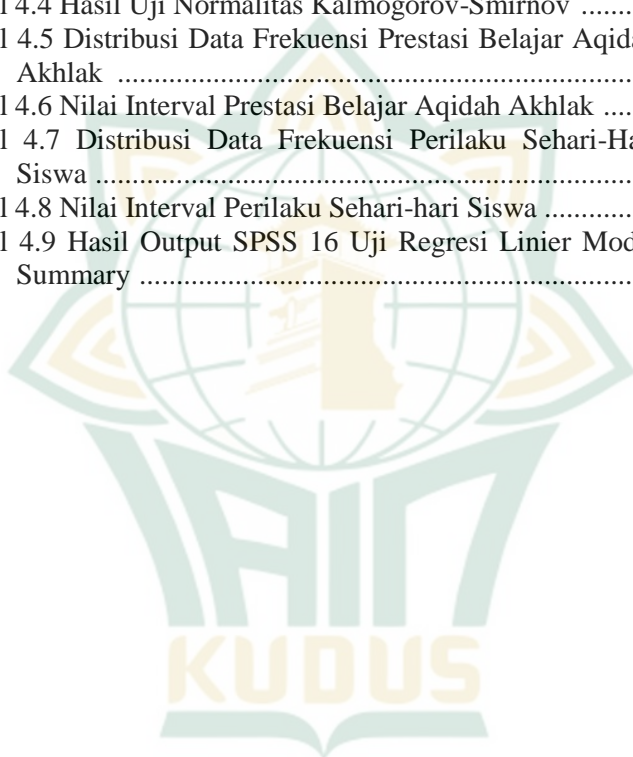 l 4.4 Hasil Uji Normalitas Kalmogorov-Smirnov ........
l 4.5 Distribusi Data Frekuensi Prestasi Belajar Aqida
Akhlak ..............................................................................
l 4.6 Nilai Interval Prestasi Belajar Aqidah Akhlak .....
l 4.7 Distribusi Data Frekuensi Perilaku Sehari-Ha
Siswa .................................................................................
l 4.8 Nilai Interval Perilaku Sehari-hari Siswa .............
l 4.9 Hasil Output SPSS 16 Uji Regresi Linier Mod
Summary ...........................................................................
IAIN
KUDUS